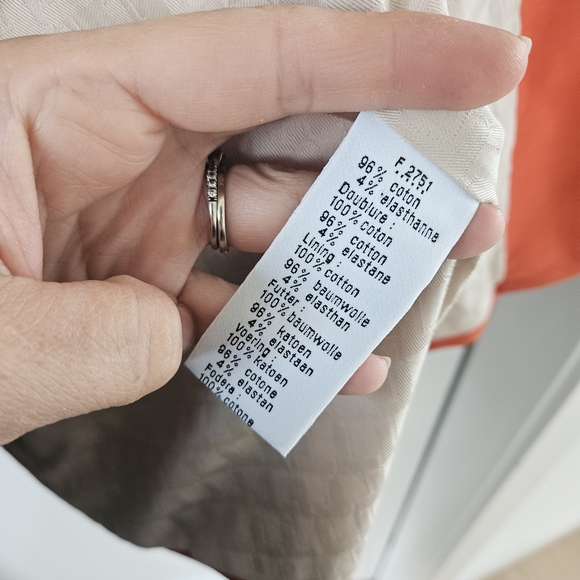 F.2751
96% coton
4% elasthanne
Doublure :
100% coton
96% cotton
4% elastane
Lining :
100% cotton
96% baumwolle
4% elasthan
Futter :
100% baumwolle
96% katoen
4% elastaan
Voering :
100% katoen
96% cotone
4% elastan
Fodera :
100% cotone